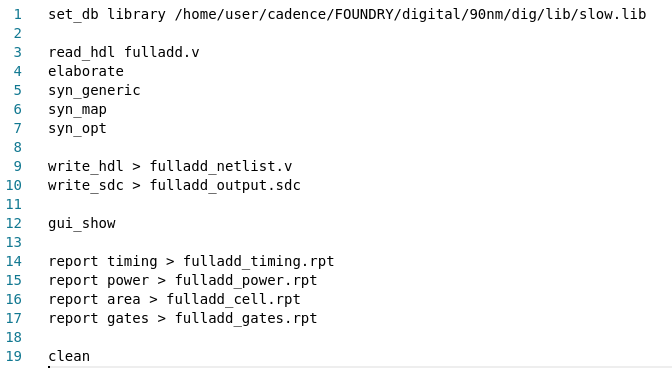 1 set_db library /home/user/cadence/FOUNDRY/digital/90nm/dig/lib/slow.lib
2
3 read_hdl fulladd.v
4 elaborate
5 syn_generic
6 syn_map
7 syn_opt
8
9 write_hdl > fulladd_netlist.v
10 write_sdc > fulladd_output.sdc
11
12 gui_show
13
14 report timing > fulladd_timing.rpt
15 report power > fulladd_power.rpt
16 report area > fulladd_cell.rpt
17 report gates > fulladd_gates.rpt
18
19 clean